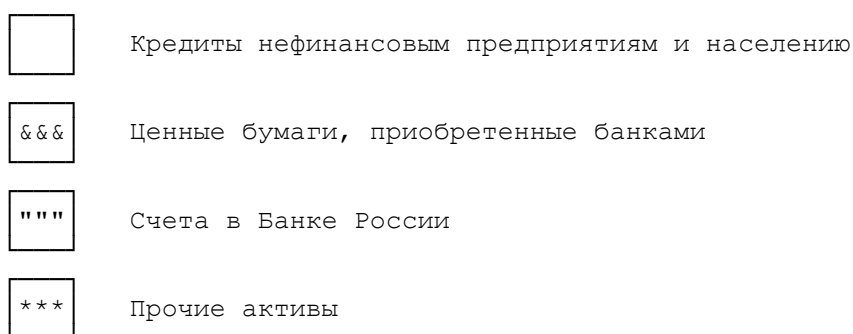 Кредиты нефинансовым предприятиям и населению
&&& Ценные бумаги, приобретенные банками
""" Счета в Банке России
*** Прочие активы